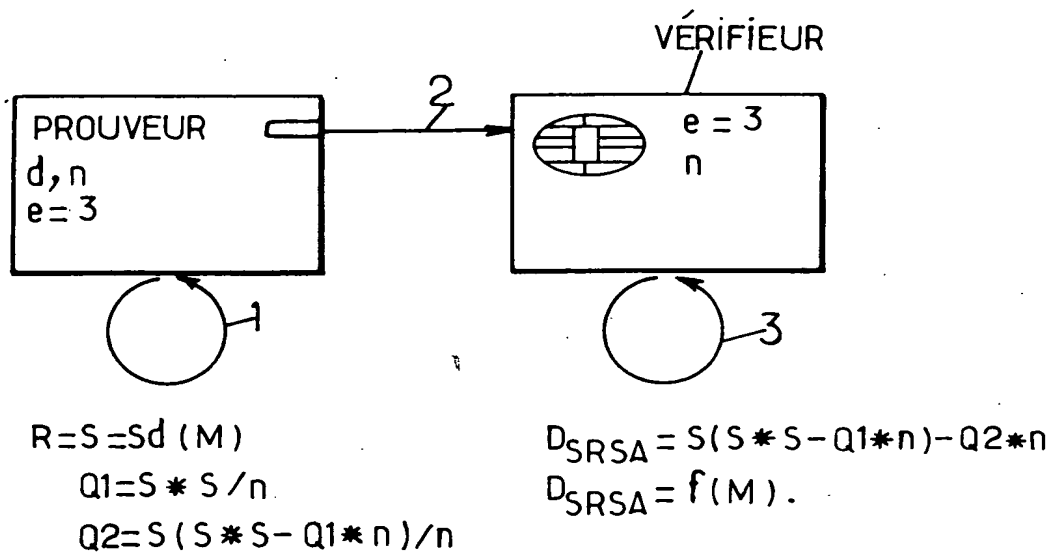 VÉRIFIEUR
2
PROUVEUR
d,n
e=3
e=3
n
1
3
R=S=Sd(M)
Q1=S*S/n
Q2=S(S*S-Q1*n)/n
DSRSA=S(S*S-Q1*n)-Q2*n
DSRSA=f(M).